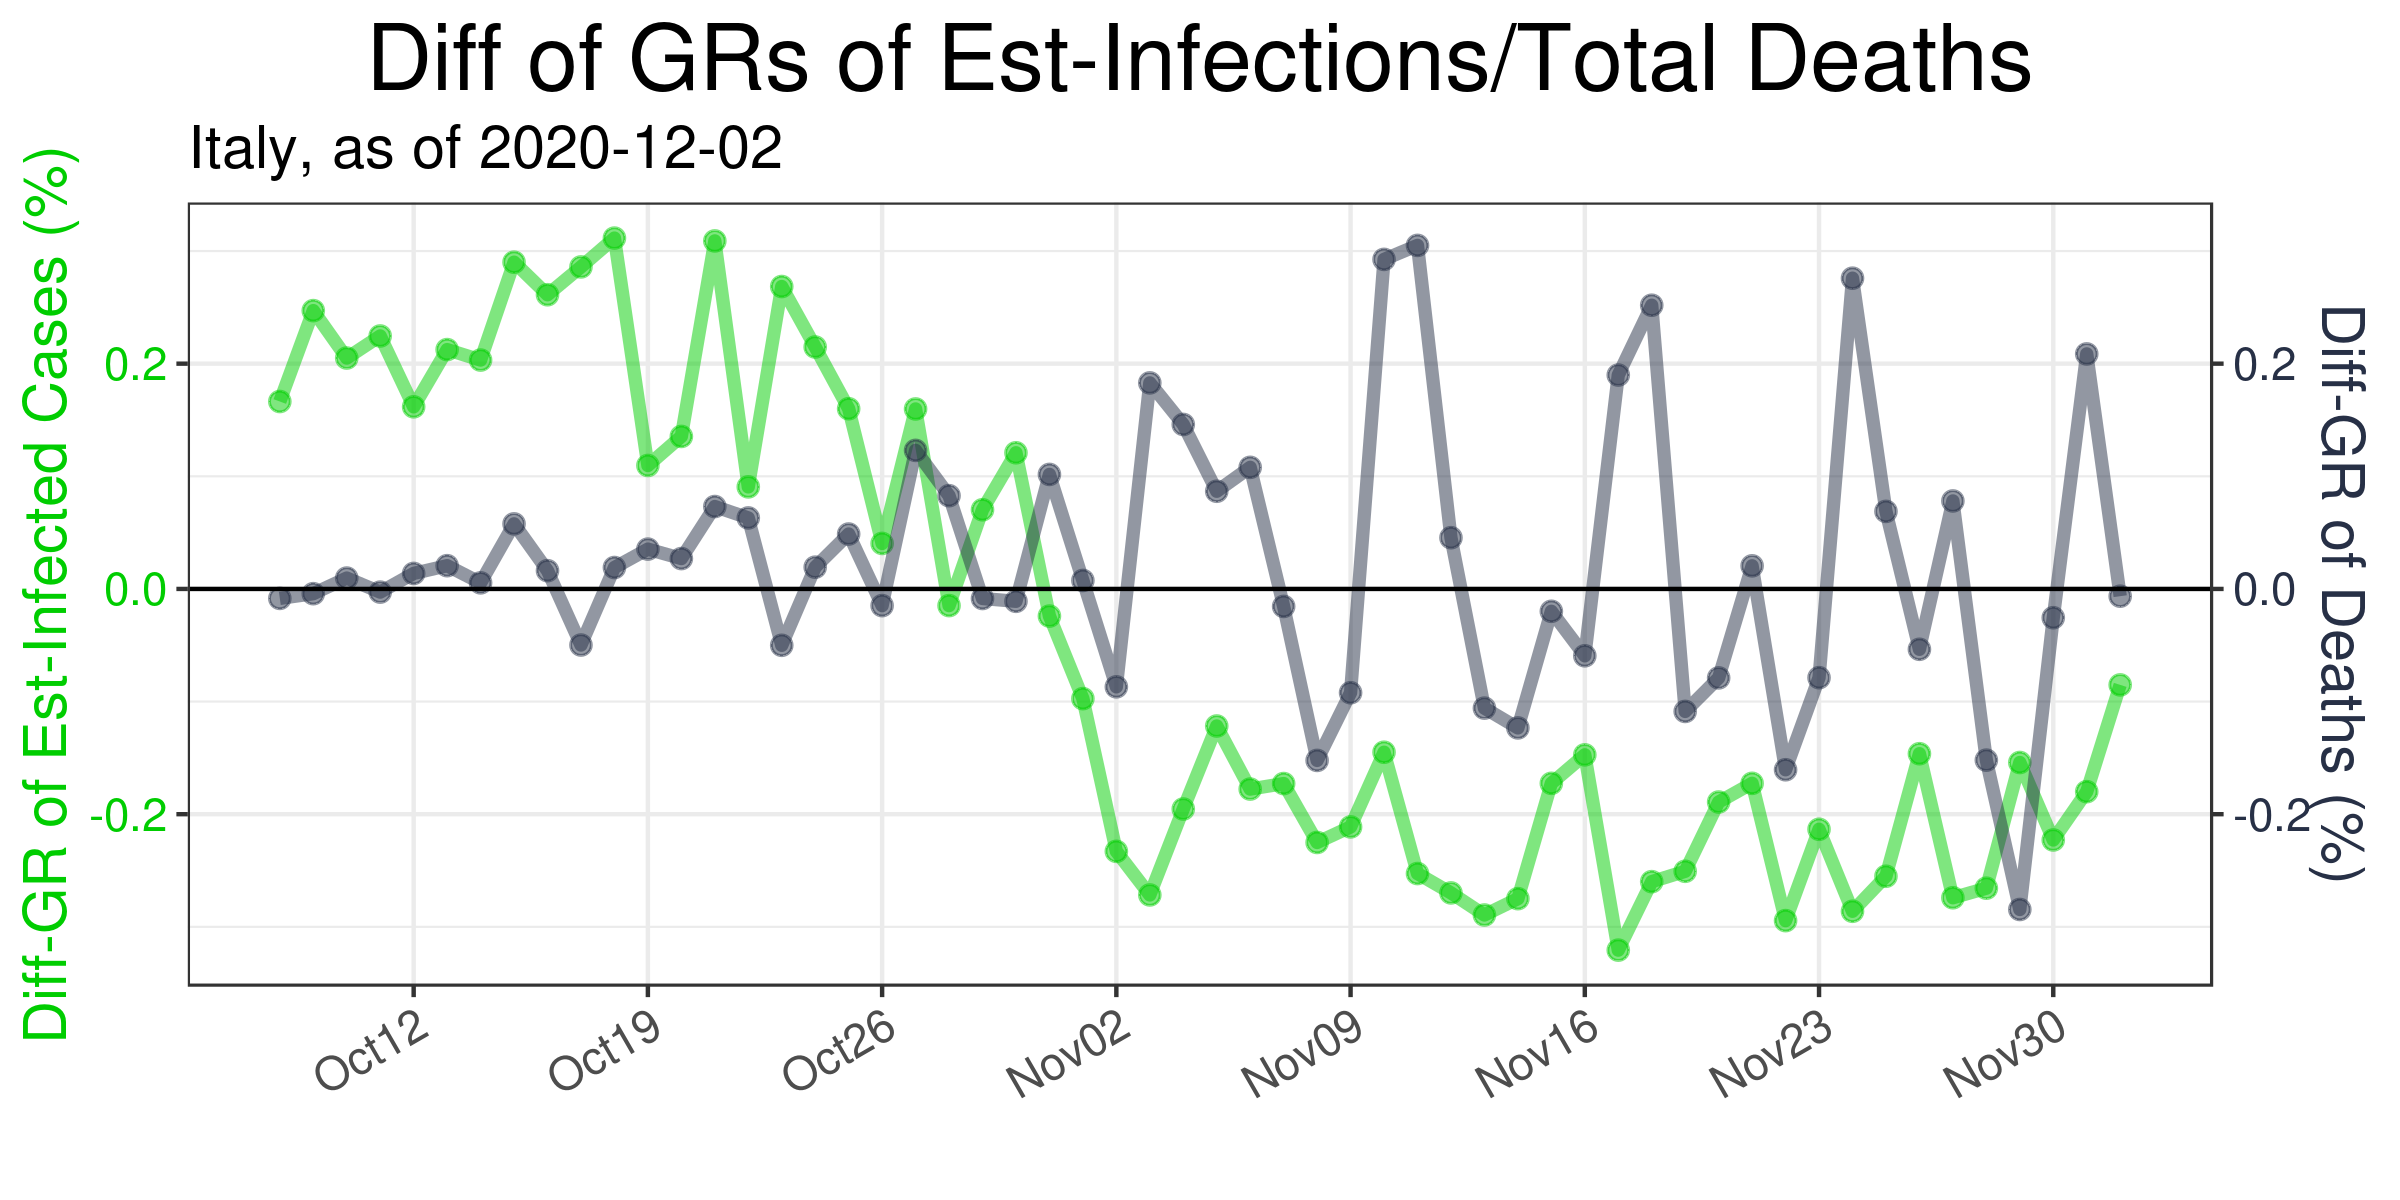 Diff of GRs of Est-Infections/Total Deaths
Italy, as of 2020-12-02
Diff-GR of Est-Infected Cases (%)
0.2
0.0
-0.2
0.2
0.0
-0.2
Diff-GR of Deaths (%)
Oct12
Oct19
Oct26
Nov02
Nov09
Nov16
Nov23
Nov30